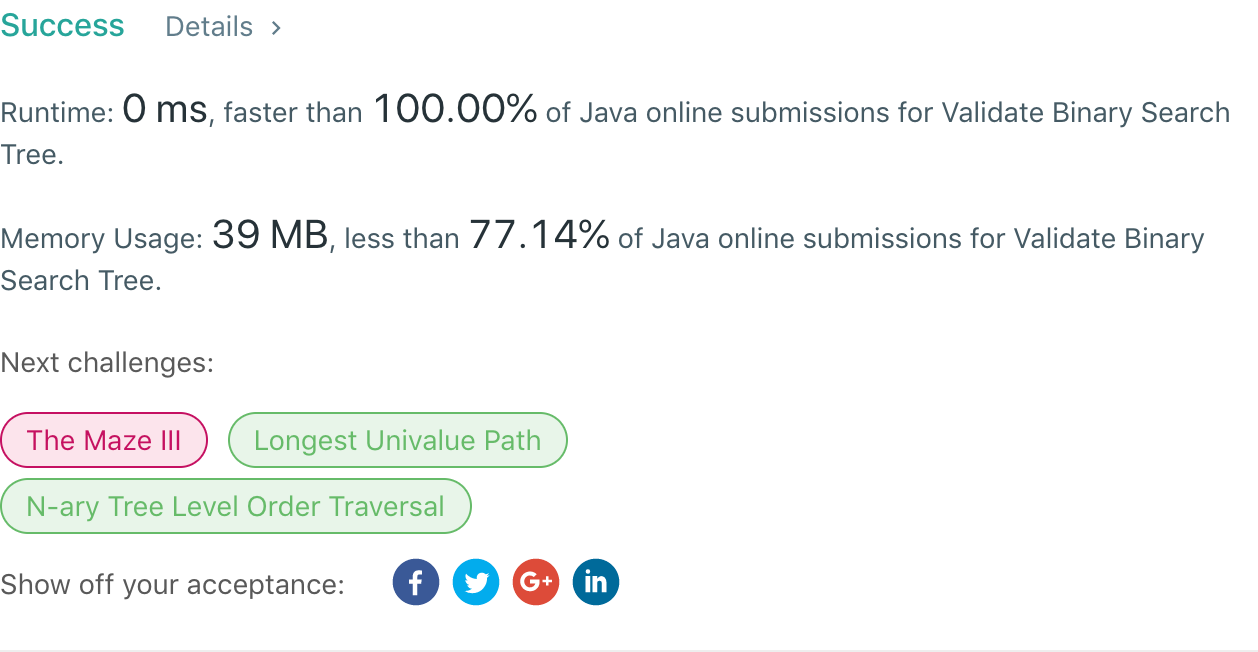 Success Details >
Runtime: 0 ms, faster than 100.00% of Java online submissions for Validate Binary Search
Tree.
Memory Usage: 39 MB, less than 77.14% of Java online submissions for Validate Binary
Search Tree.
Next challenges:
The Maze III Longest Univalue Path
N-ary Tree Level Order Traversal
Show off your acceptance: f G+ in